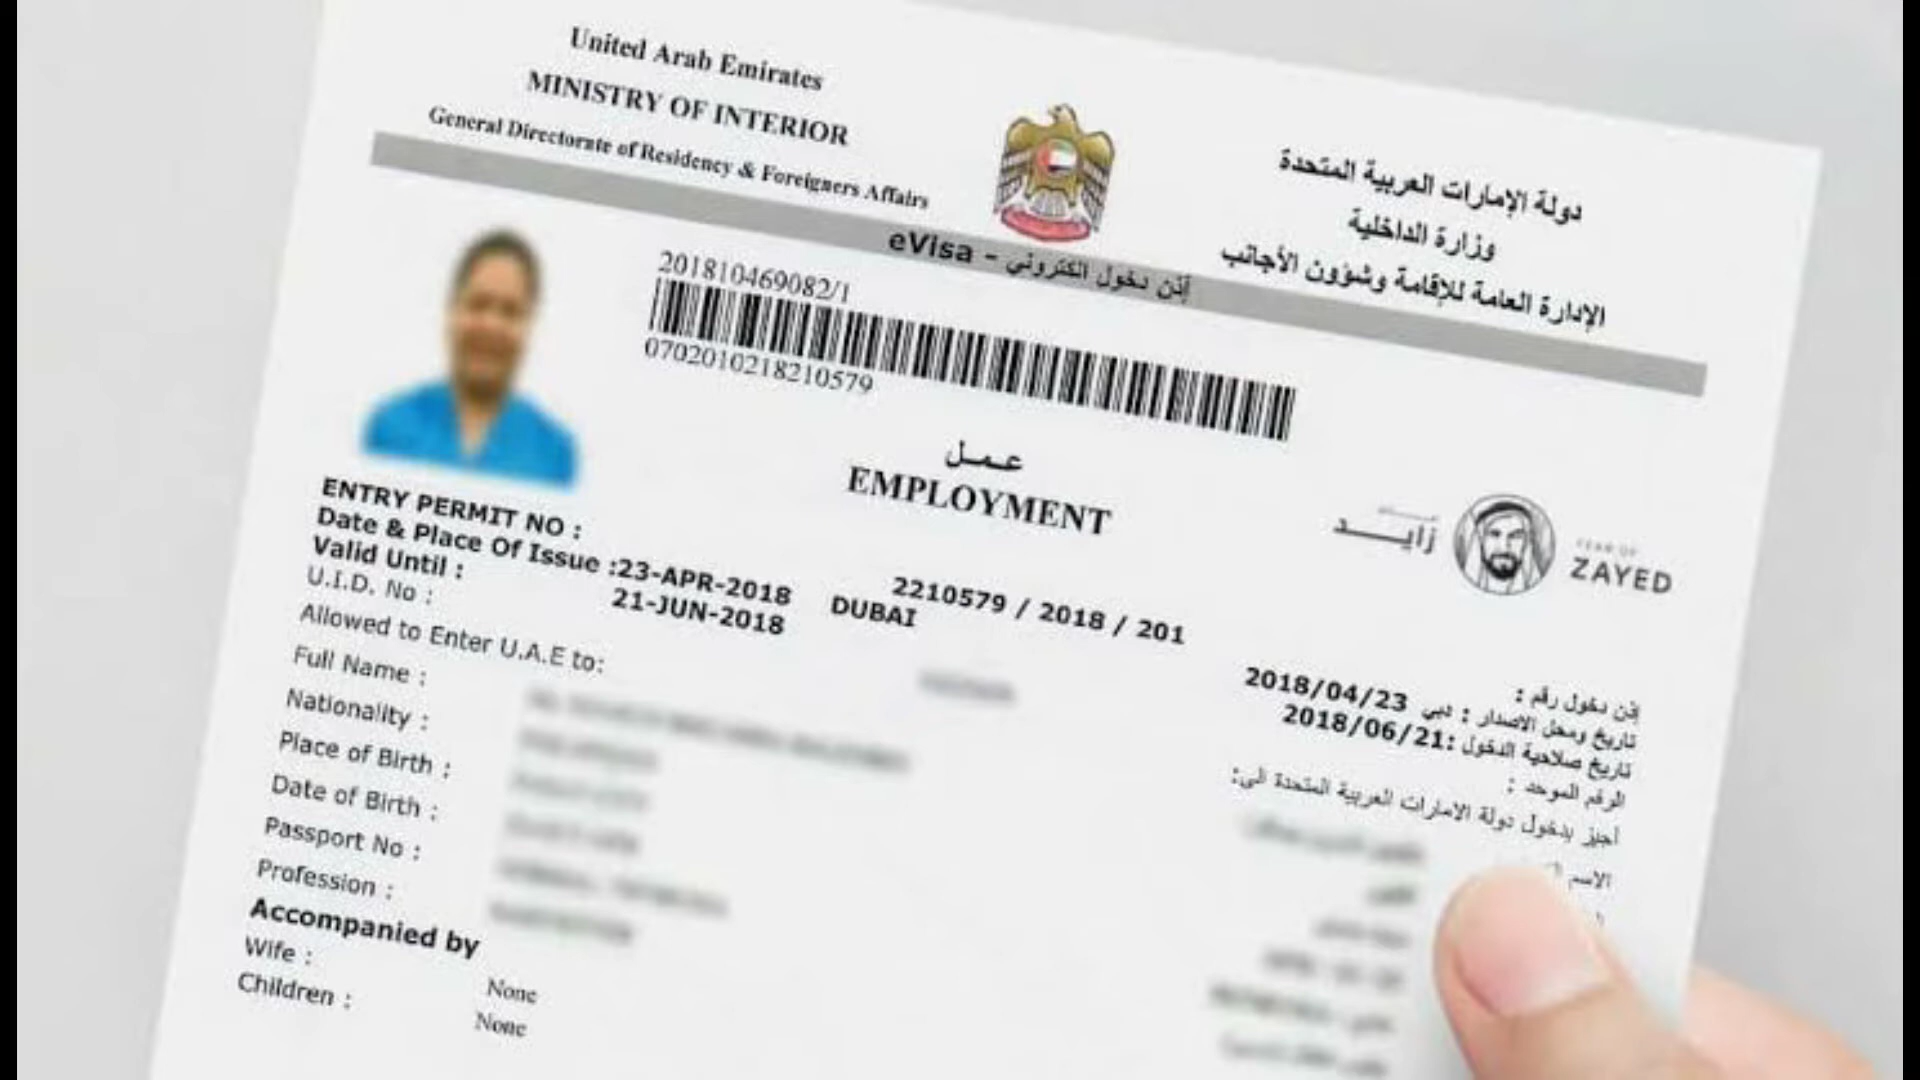 United Arab Emirates
MINISTRY OF INTERIOR
General Directorate of Residency & Foreigners Affairs
دولة الإمارات العربية المتحدة
وزارة الداخلية
الإدارة العامة للإقامة وشؤون الأجانب
eVisa - إذن دخول الكتروني
201810469082/1
0702010218210579
عمل
EMPLOYMENT
زايد
YEAR OF
ZAYED
ENTRY PERMIT NO : 2210579 / 2018 / 201 إذن دخول رقم :
Date & Place Of Issue :23-APR-2018 DUBAI تاريخ ومحل الاصدار : دبي 2018/04/23
Valid Until : 21-JUN-2018 تاريخ صلاحية الدخول :2018/06/21
U.I.D. No : الرقم الموحد :
Allowed to Enter U.A.E to: أجيز بدخول دولة الامارات العربية المتحدة الى:
Full Name : الاسم
Nationality :
Place of Birth :
Date of Birth :
Passport No :
Profession :
Accompanied by
Wife : None
Children : None